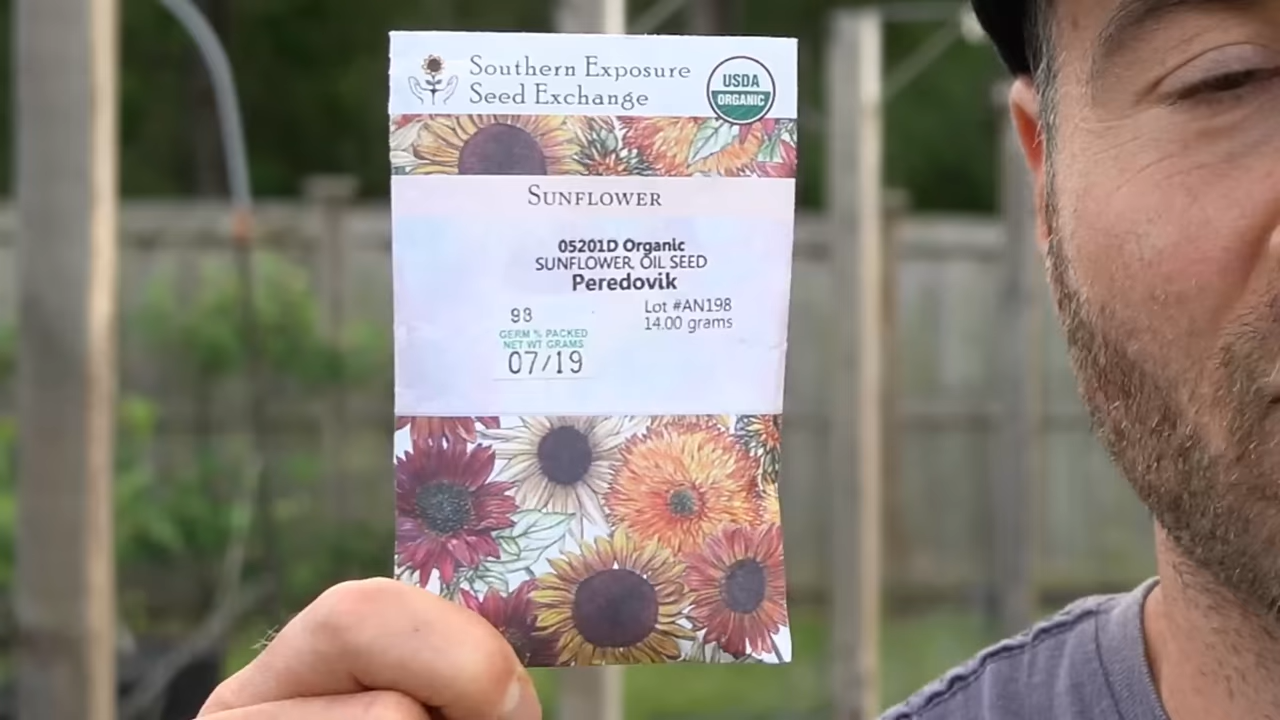 Southern Exposure
Seed Exchange
USDA
ORGANIC
SUNFLOWER
05201D Organic
SUNFLOWER OIL SEED
Peredovik
98
Lot #AN198
14.00 grams
GERM % PACKED
NET WT GRAMS
07/19